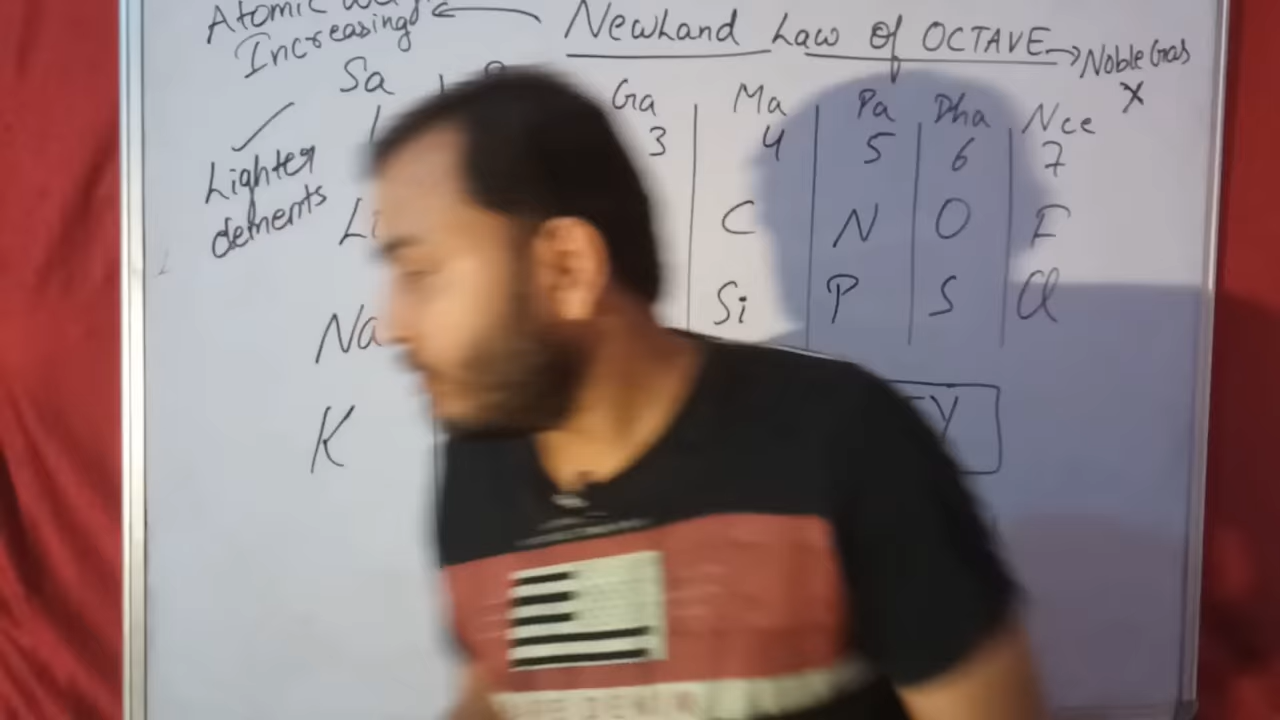 Atomic
Increasing
Newland Law of OCTAVE → Noble Gas
x
Sa Ga Ma Pa Dha Nee
3 4 5 6 7
Lighter
elements
Li C N O F
Na Si P S Cl
K